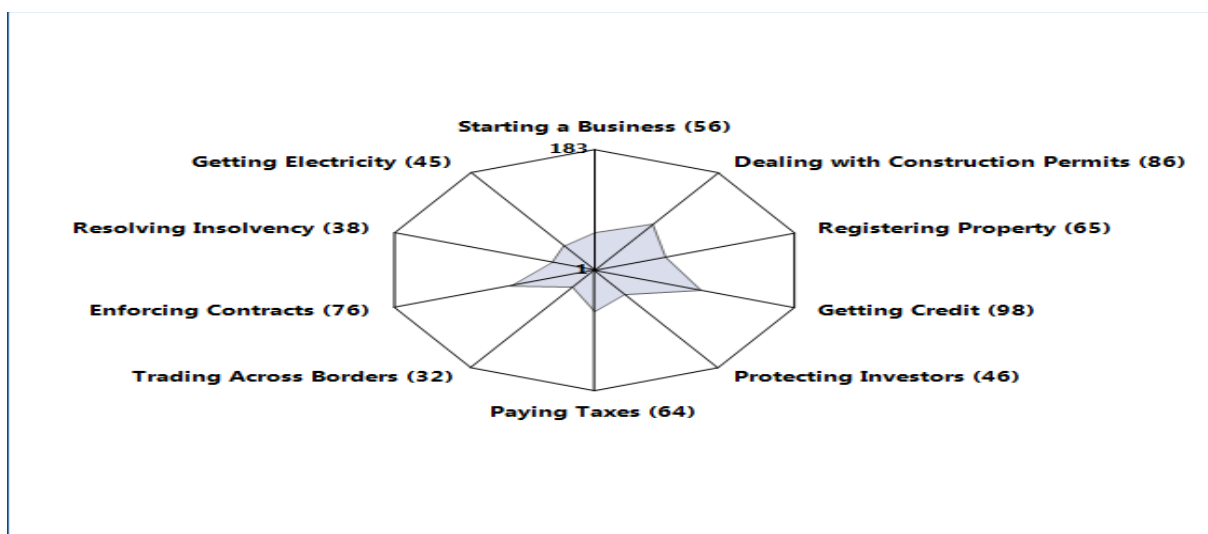 Starting a Business (56)
183
Getting Electricity (45)
Dealing with Construction Permits (86)
Resolving Insolvency (38)
Registering Property (65)
1
Enforcing Contracts (76)
Getting Credit (98)
Trading Across Borders (32)
Protecting Investors (46)
Paying Taxes (64)